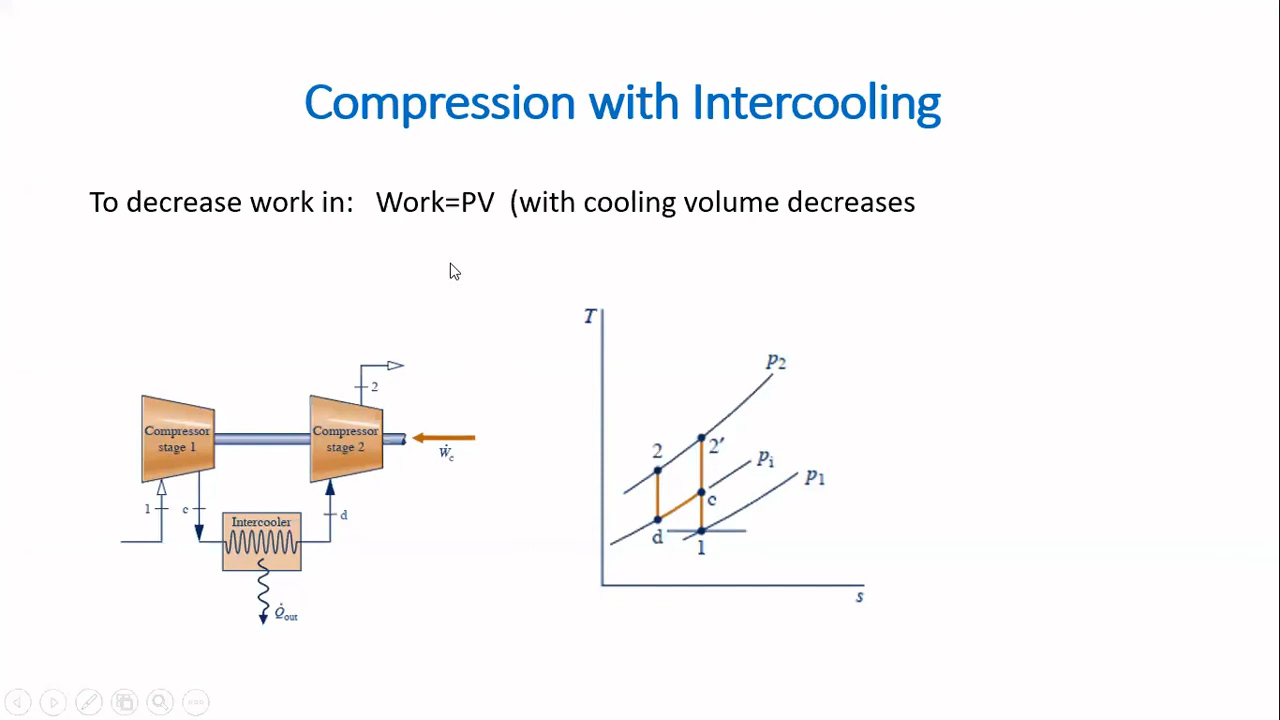 Compression with Intercooling
To decrease work in: Work=PV (with cooling volume decreases
2
Compressor
stage 1
Compressor
stage 2
Ẇc
1
c
d
Intercooler
Q̇out
T
p2
2
2′
pi
c
p1
d
1
s